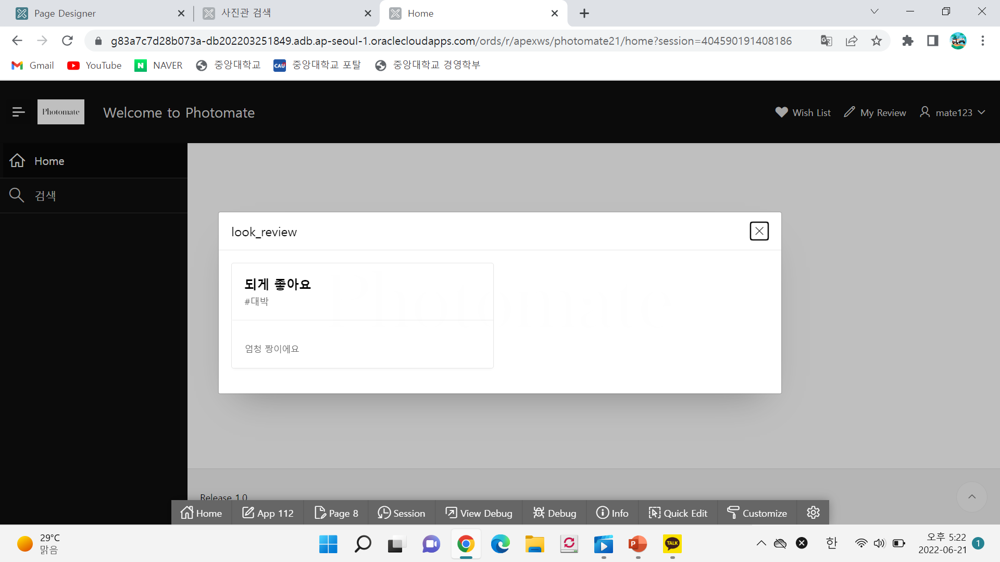 Page Designer
사진관 검색
Home
g83a7c7d28b073a-db202203251849.adb.ap-seoul-1.oraclecloudapps.com/ords/r/apexws/photomate21/home?session=404590191408186
Gmail
YouTube
NAVER
중앙대학교
CAU 중앙대학교 포탈
중앙대학교 경영학부
Photomate
Welcome to Photomate
Wish List
My Review
mate123
Home
검색
look_review
되게 좋아요
#대박
엄청 짱이에요
Photomate
Release 1.0
Home
App 112
Page 8
Session
View Debug
Debug
Info
Quick Edit
Customize
29°C
맑음
TALK
한
오후 5:22
2022-06-21
1